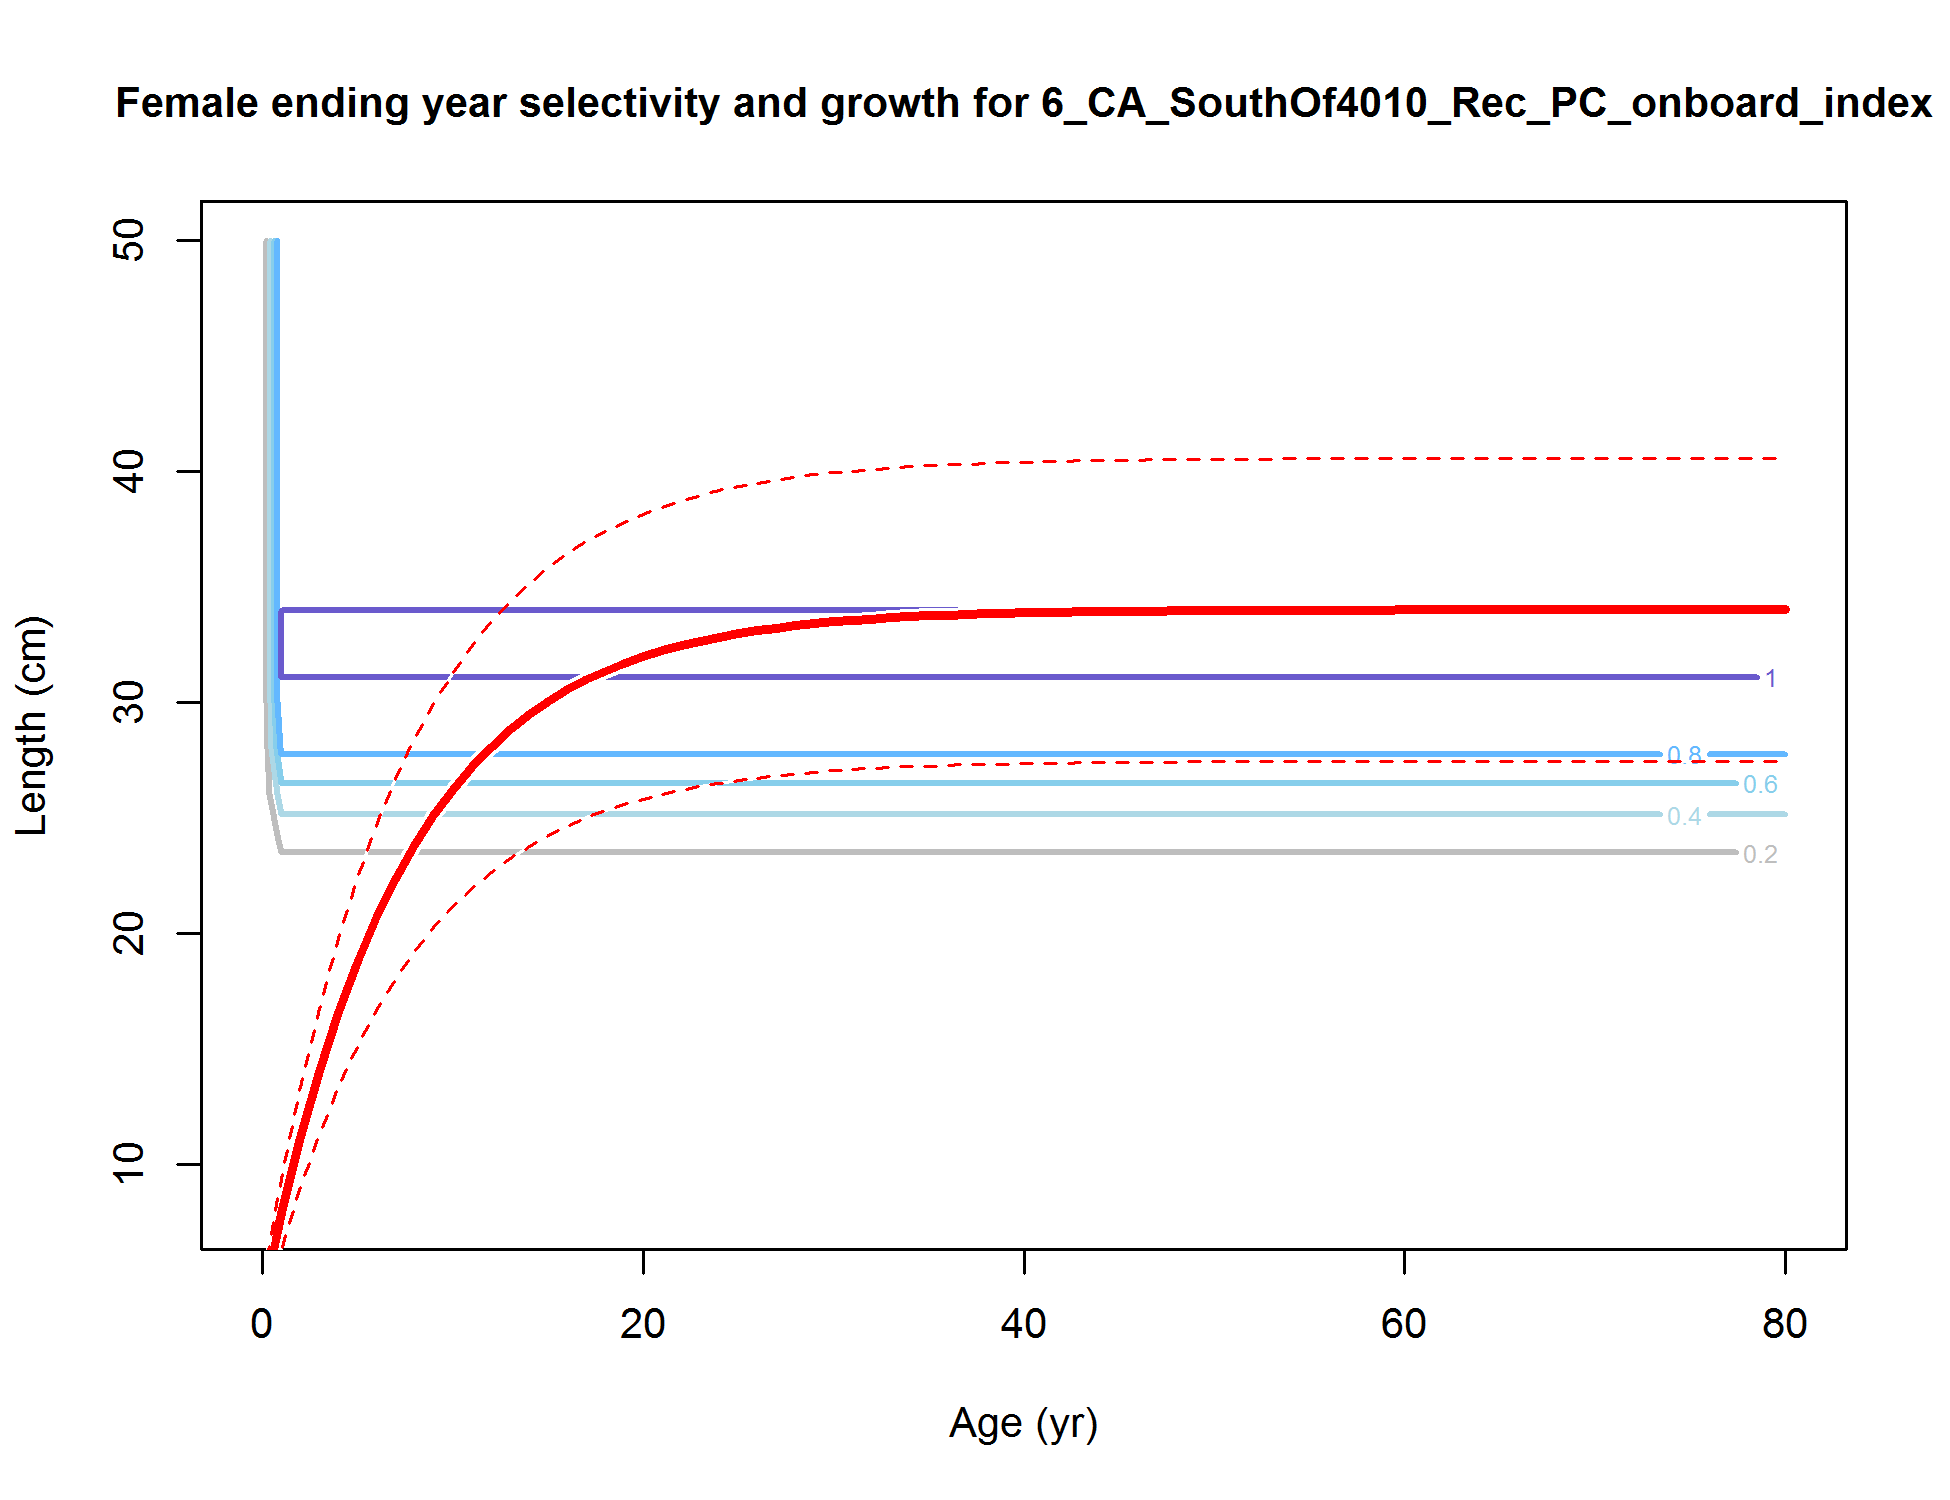 Female ending year selectivity and growth for 6_CA_SouthOf4010_Rec_PC_onboard_index
Length (cm)
50
40
30
20
10
1
0.8
0.6
0.4
0.2
0 20 40 60 80
Age (yr)